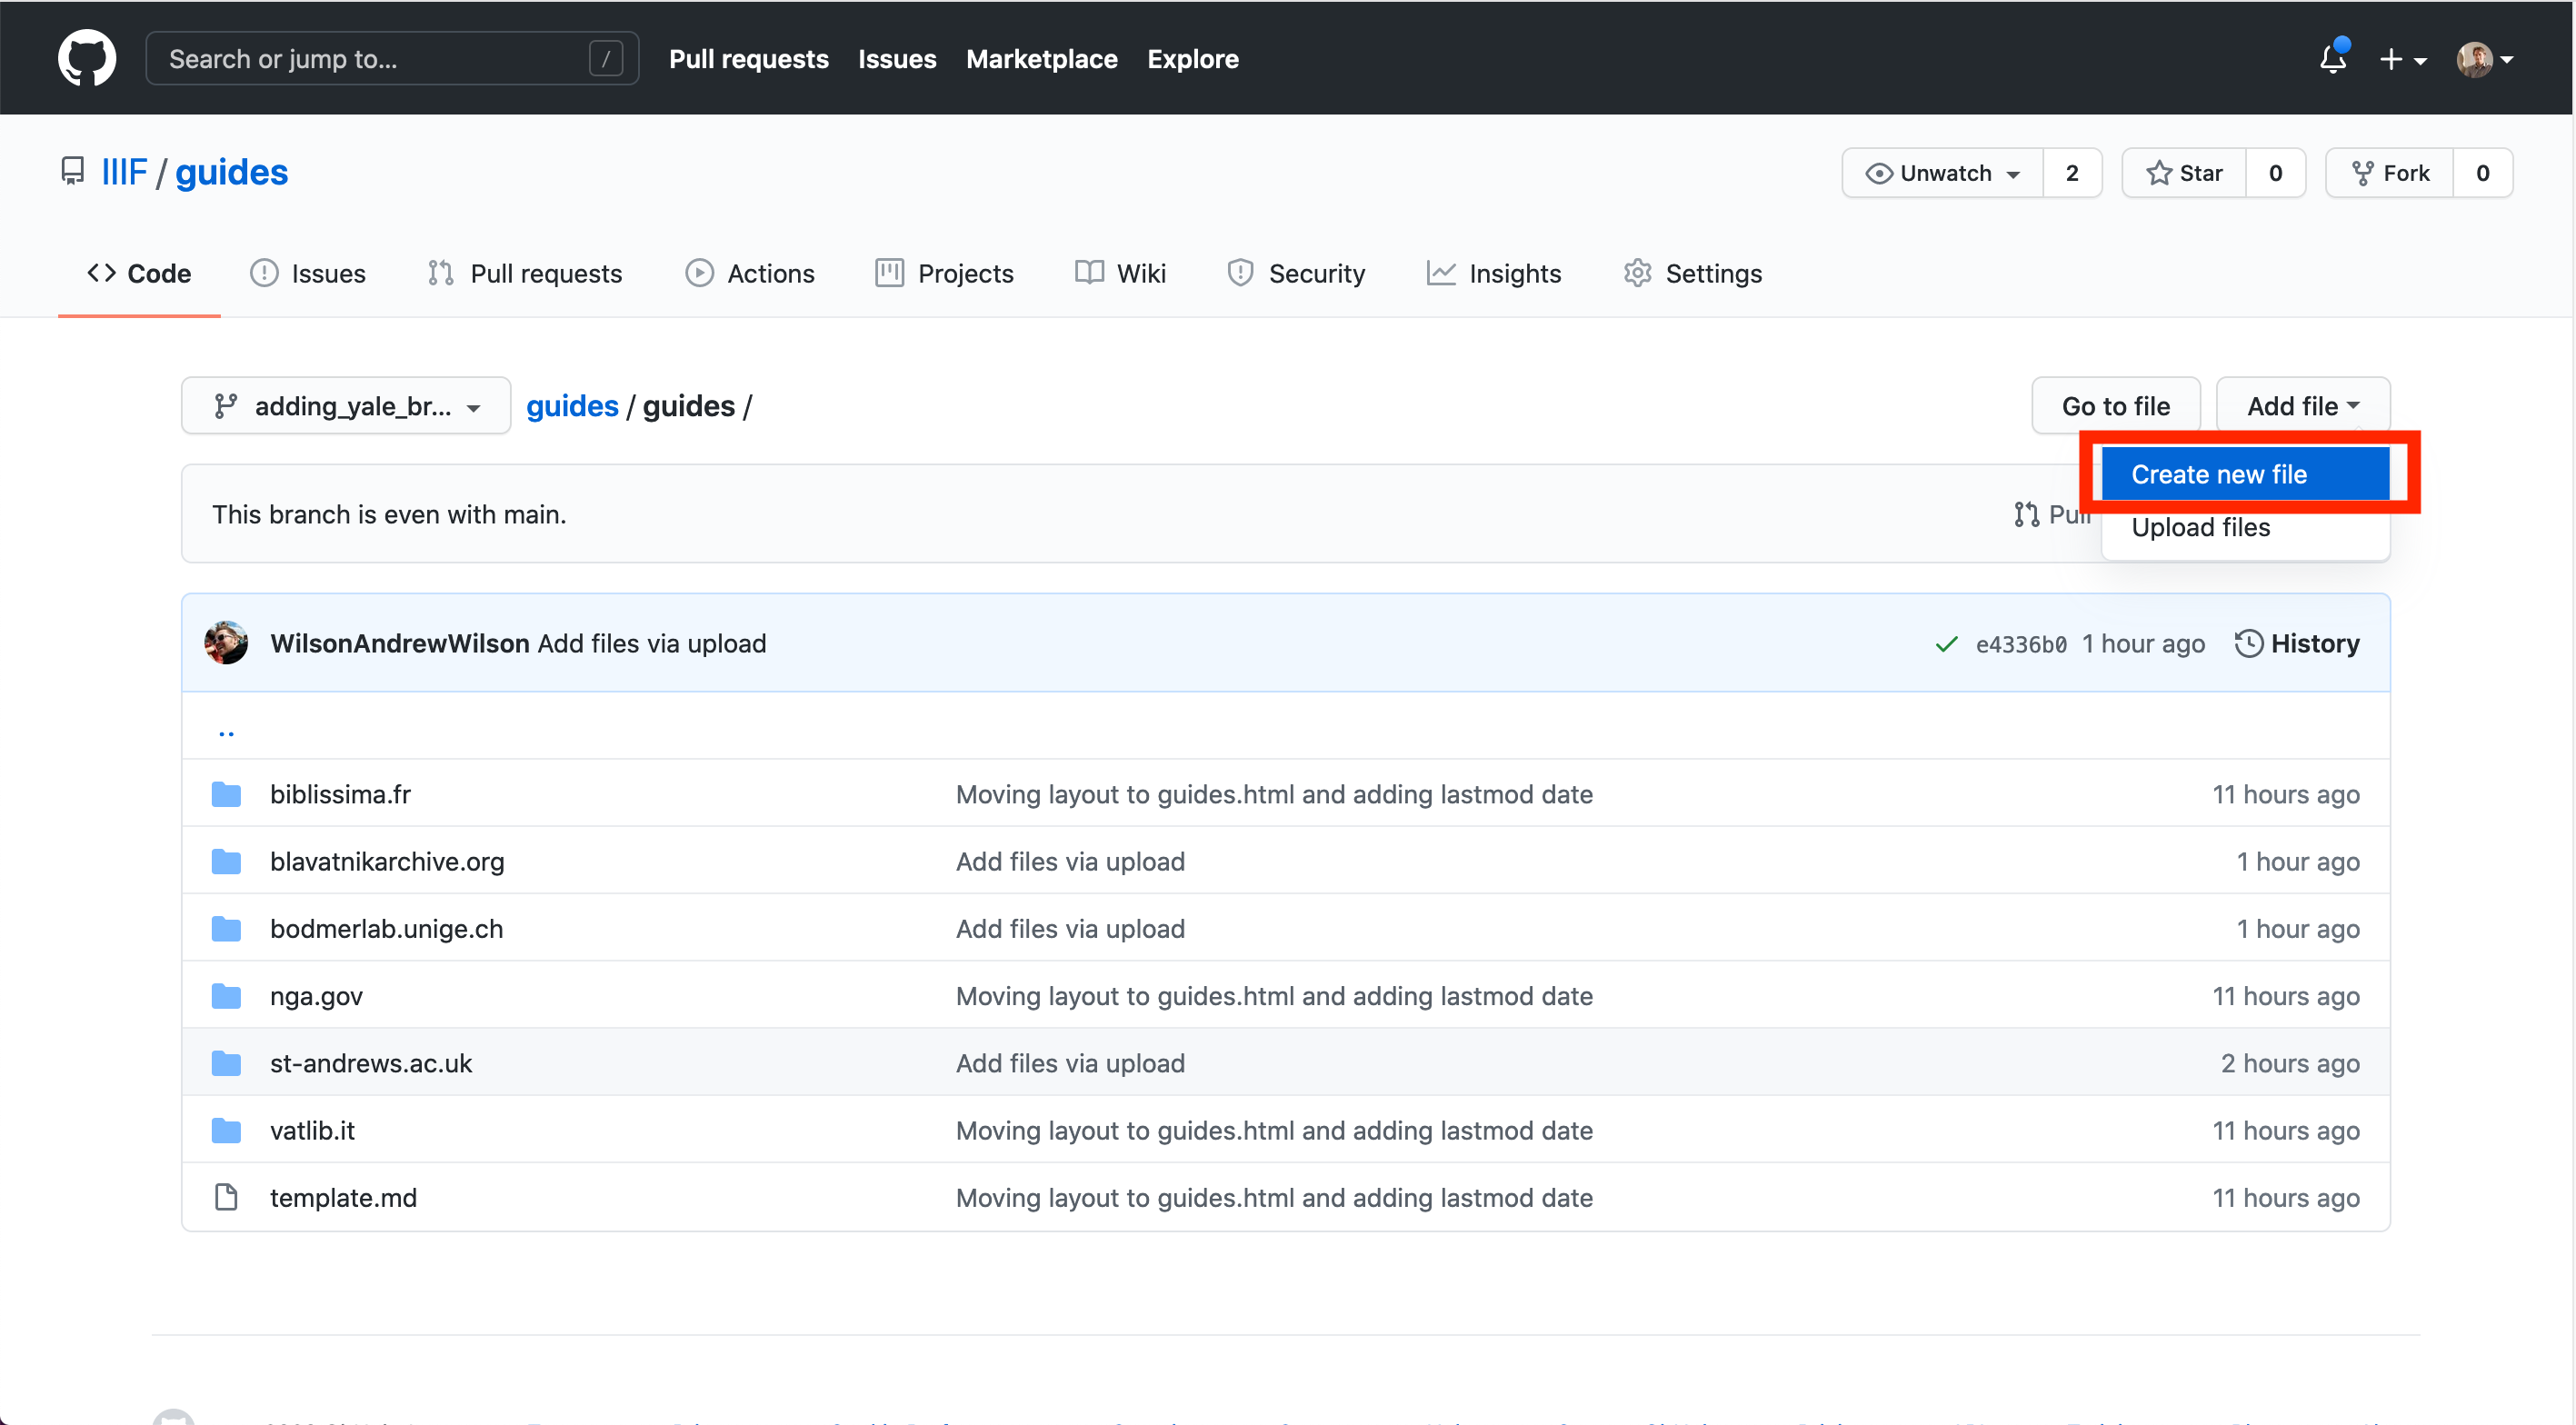 Search or jump to... / Pull requests Issues Marketplace Explore
IIIF / guides Unwatch 2 Star 0 Fork 0
Code Issues Pull requests Actions Projects Wiki Security Insights Settings
adding_yale_br... guides / guides / Go to file Add file
Create new file
This branch is even with main. Pull
Upload files
WilsonAndrewWilson Add files via upload e4336b0 1 hour ago History
..
biblissima.fr Moving layout to guides.html and adding lastmod date 11 hours ago
blavatnikarchive.org Add files via upload 1 hour ago
bodmerlab.unige.ch Add files via upload 1 hour ago
nga.gov Moving layout to guides.html and adding lastmod date 11 hours ago
st-andrews.ac.uk Add files via upload 2 hours ago
vatlib.it Moving layout to guides.html and adding lastmod date 11 hours ago
template.md Moving layout to guides.html and adding lastmod date 11 hours ago